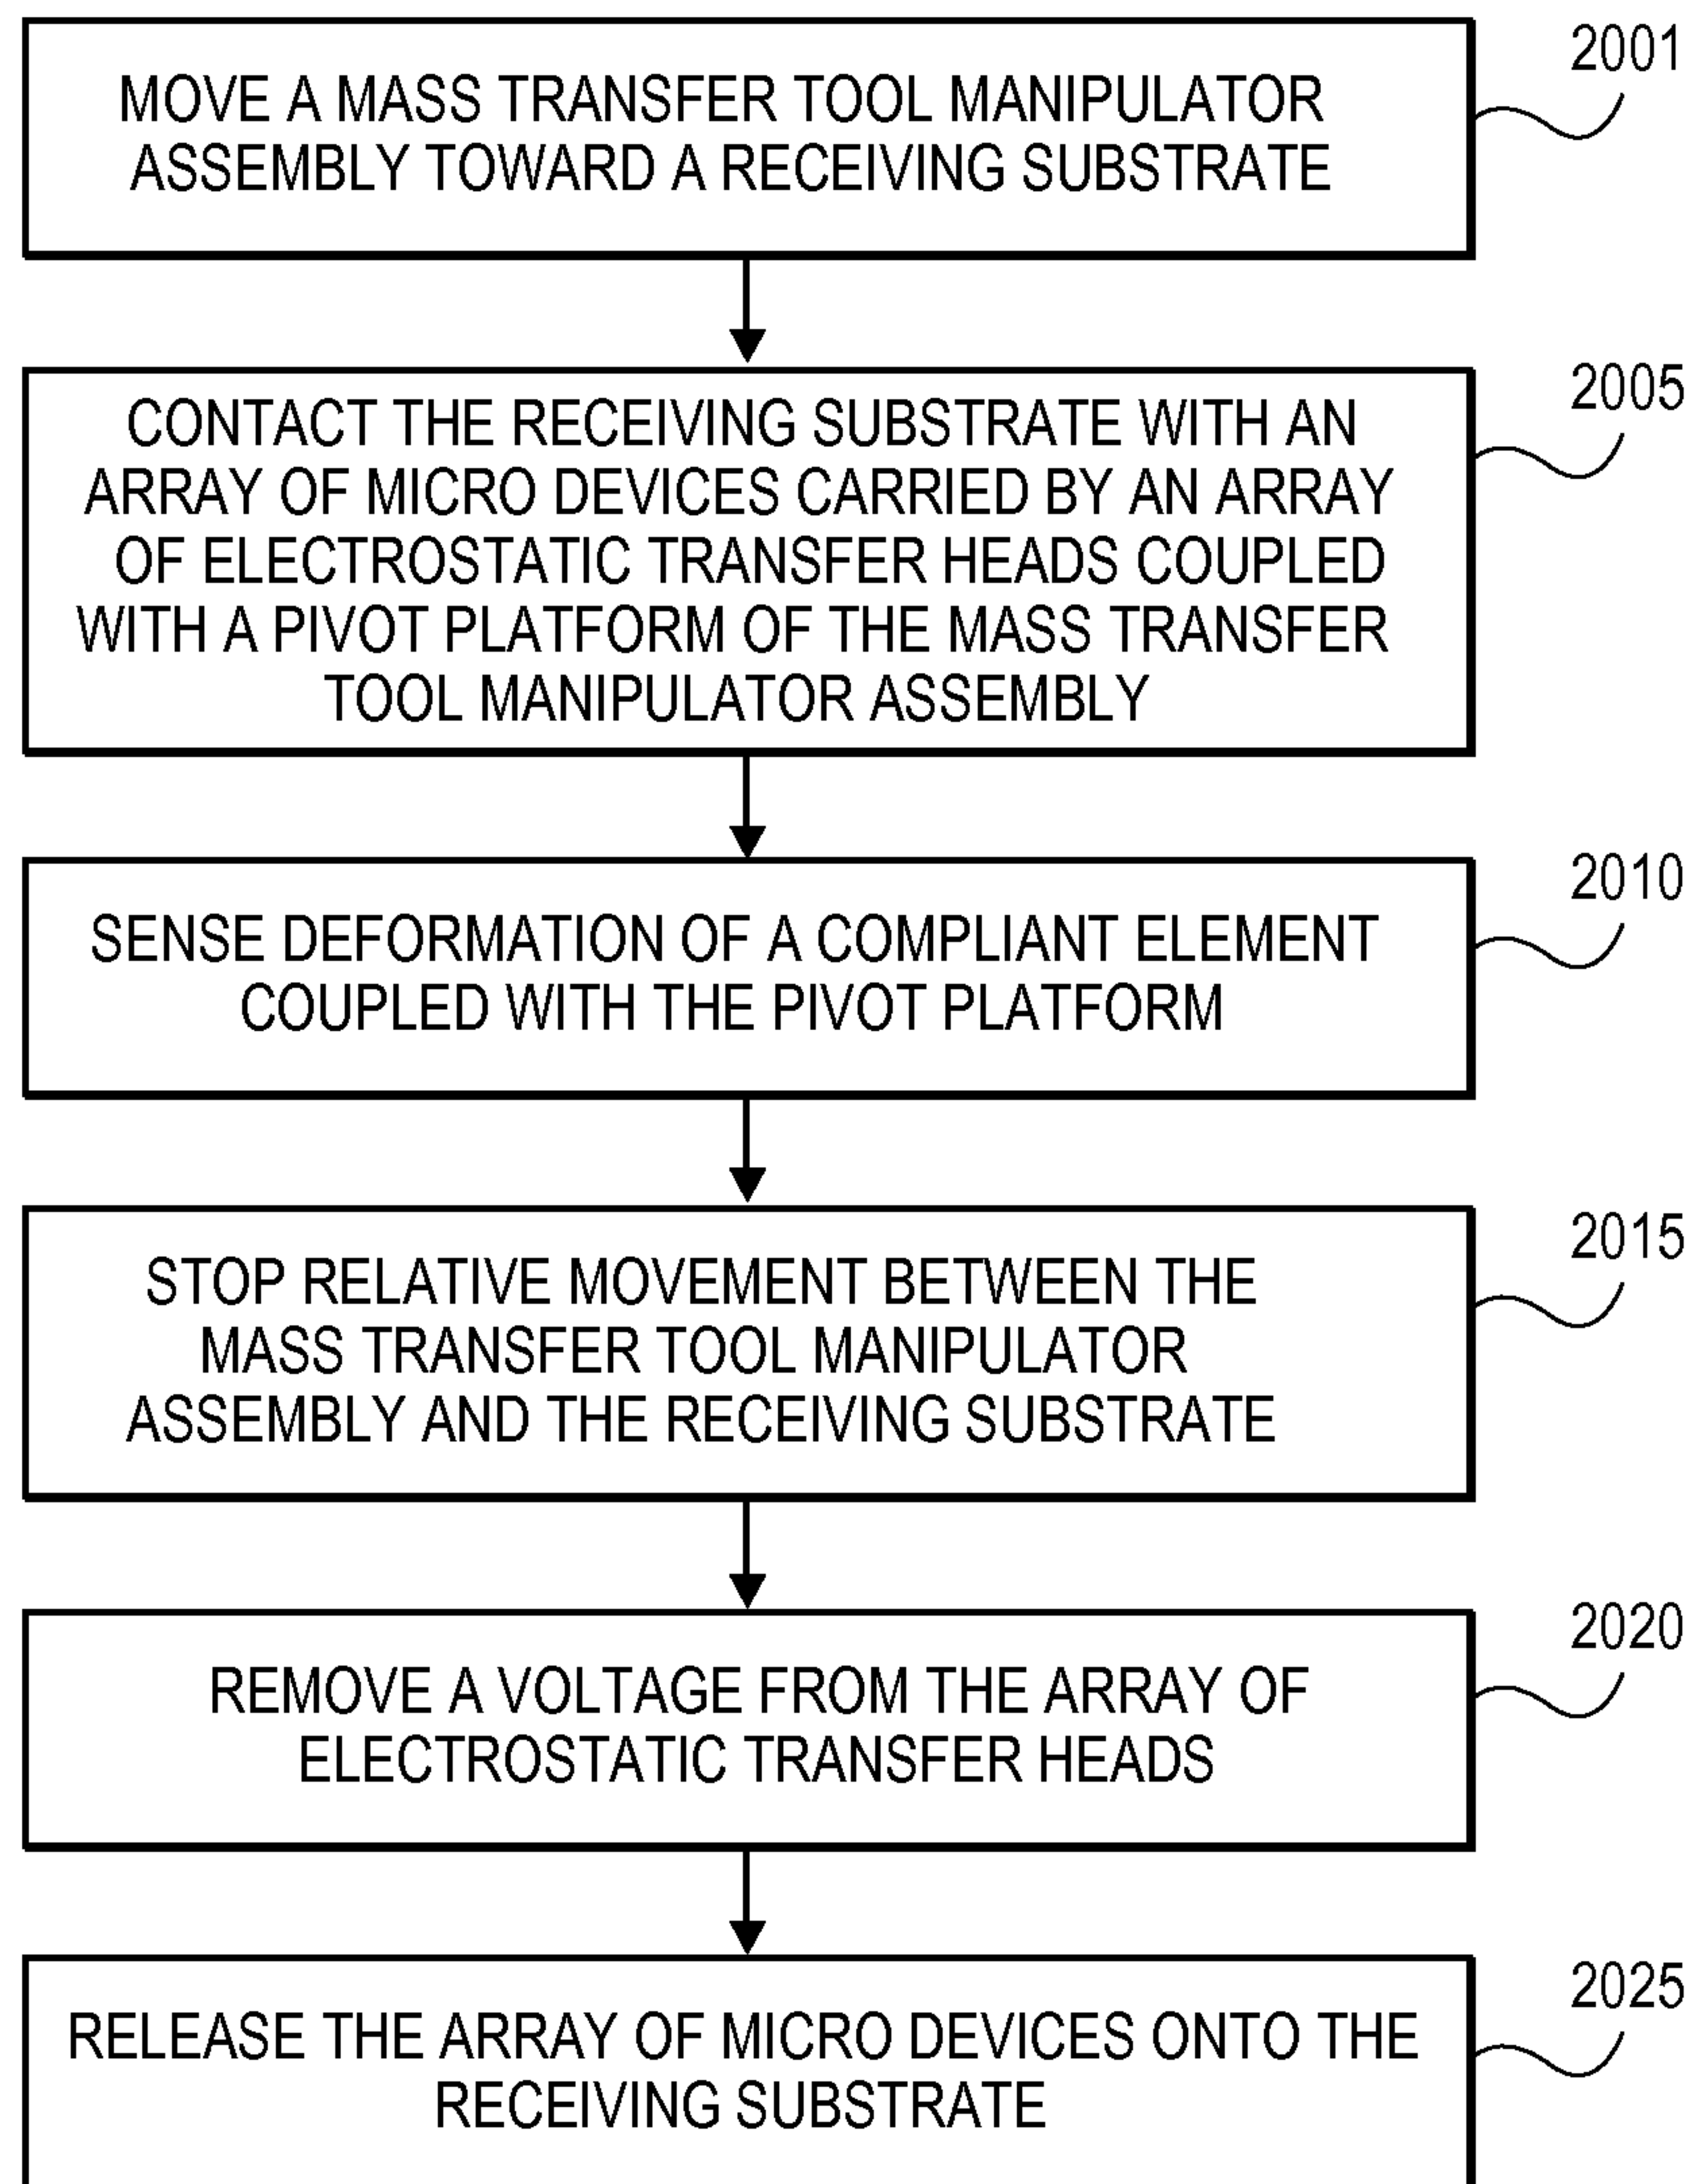 2001
MOVE A MASS TRANSFER TOOL MANIPULATOR
ASSEMBLY TOWARD A RECEIVING SUBSTRATE
2005
CONTACT THE RECEIVING SUBSTRATE WITH AN
ARRAY OF MICRO DEVICES CARRIED BY AN ARRAY
OF ELECTROSTATIC TRANSFER HEADS COUPLED
WITH A PIVOT PLATFORM OF THE MASS TRANSFER
TOOL MANIPULATOR ASSEMBLY
2010
SENSE DEFORMATION OF A COMPLIANT ELEMENT
COUPLED WITH THE PIVOT PLATFORM
2015
STOP RELATIVE MOVEMENT BETWEEN THE
MASS TRANSFER TOOL MANIPULATOR
ASSEMBLY AND THE RECEIVING SUBSTRATE
2020
REMOVE A VOLTAGE FROM THE ARRAY OF
ELECTROSTATIC TRANSFER HEADS
2025
RELEASE THE ARRAY OF MICRO DEVICES ONTO THE
RECEIVING SUBSTRATE